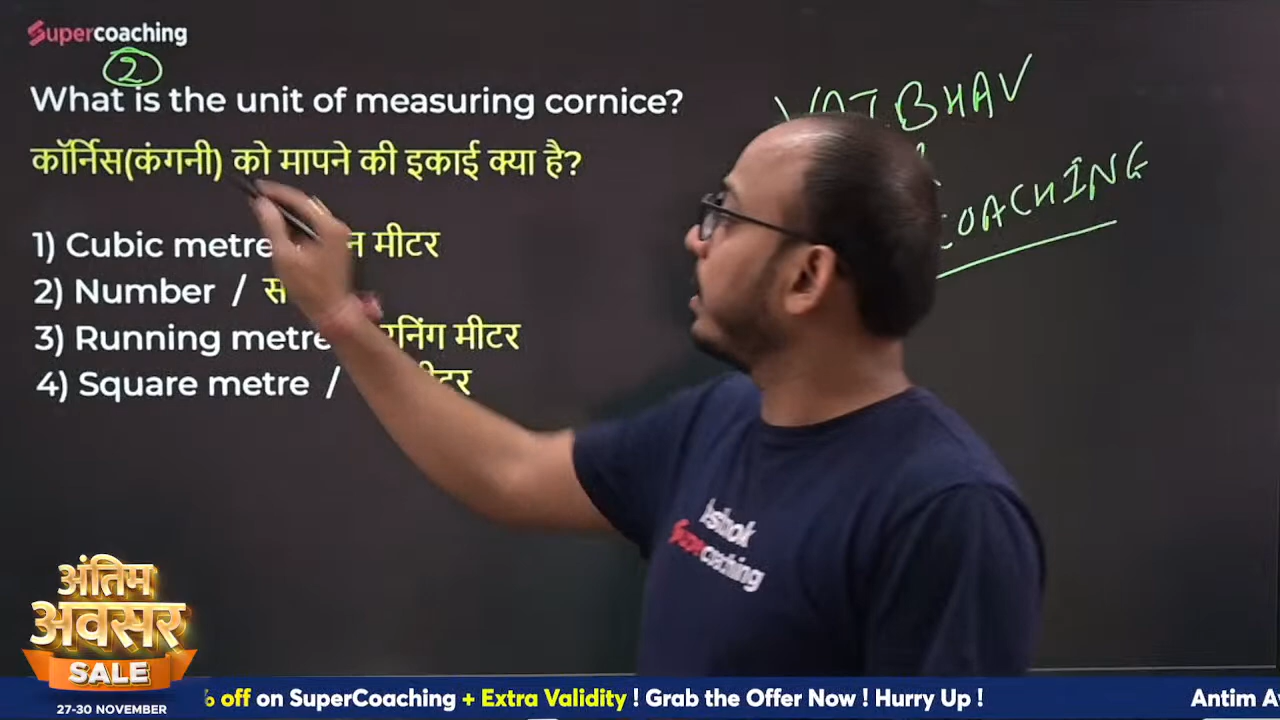 Supercoaching
2
What is the unit of measuring cornice?
कॉर्निस(कंगनी) को मापने की इकाई क्या है?
1) Cubic metre मीटर
2) Number /
3) Running metre मीटर
4) Square metre /
BHAV
COACHING
Supercoaching
अंतिम
अवसर
SALE
27-30 NOVEMBER
% off on SuperCoaching + Extra Validity ! Grab the Offer Now ! Hurry Up !
Antim A